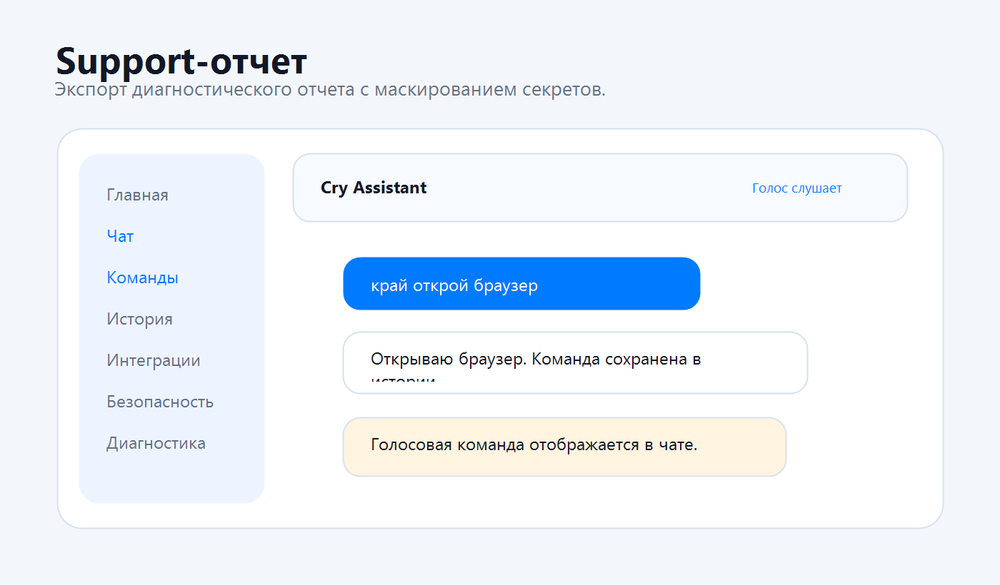 Support-отчет
Экспорт диагностического отчета с маскированием секретов.
Главная
Чат
Команды
История
Интеграции
Безопасность
Диагностика
Cry Assistant
Голос слушает
край открой браузер
Открываю браузер. Команда сохранена в
истории.
Голосовая команда отображается в чате.